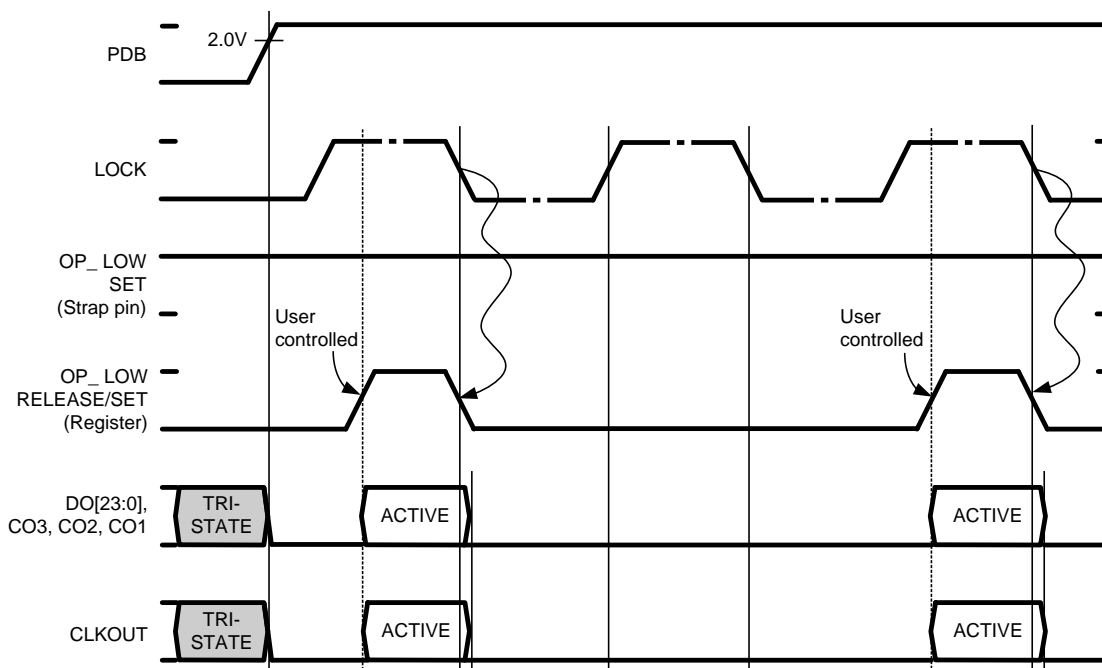 PDB
2.0V
LOCK
OP_ LOW
SET
(Strap pin)
User
controlled
User
controlled
OP_ LOW
RELEASE/SET
(Register)
DO[23:0],
CO3, CO2, CO1
TRI-
STATE
ACTIVE
ACTIVE
CLKOUT
TRI-
STATE
ACTIVE
ACTIVE